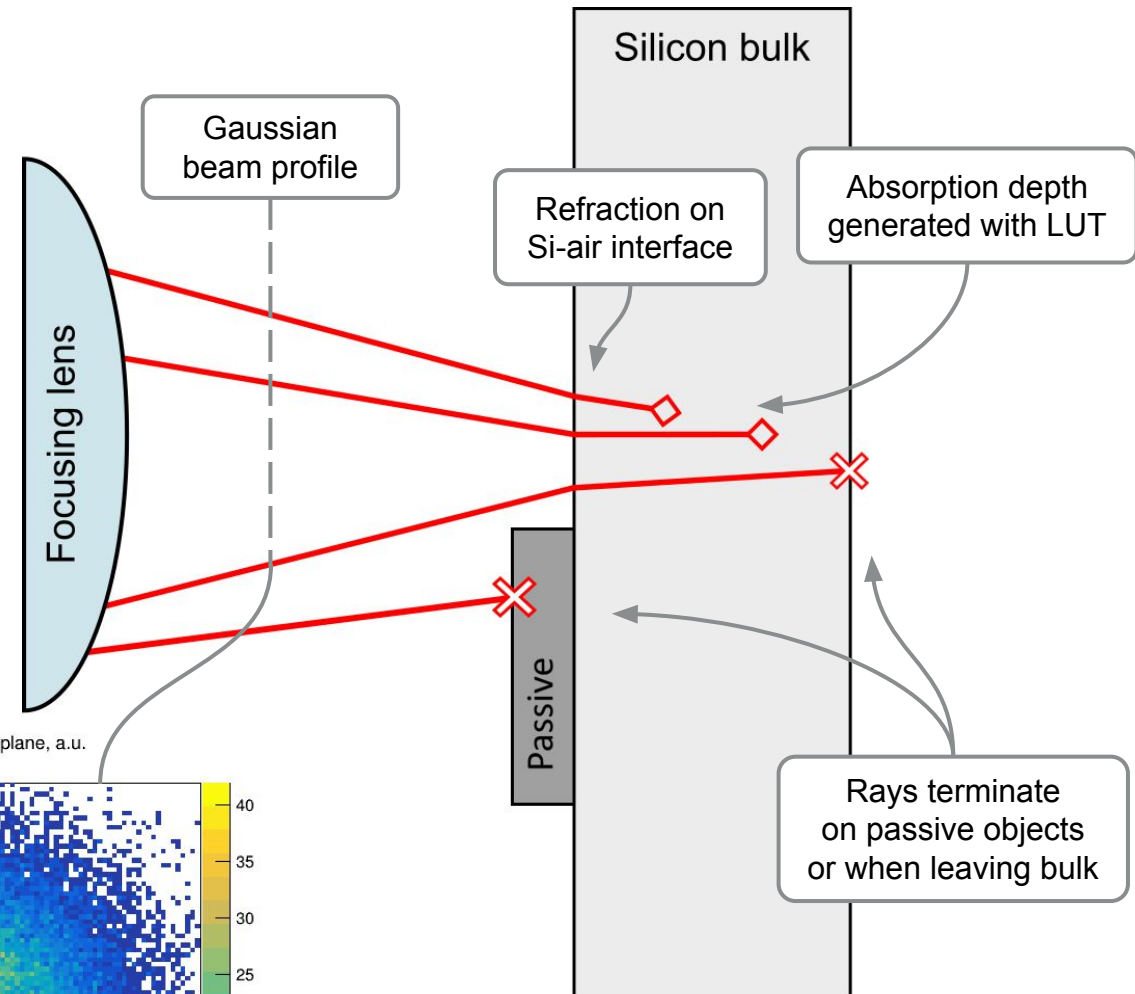 Silicon bulk
Gaussian
beam profile
Refraction on
Si-air interface
Absorption depth
generated with LUT
Focusing lens
Passive
plane, a.u.
40
35
30
25
Rays terminate
on passive objects
or when leaving bulk